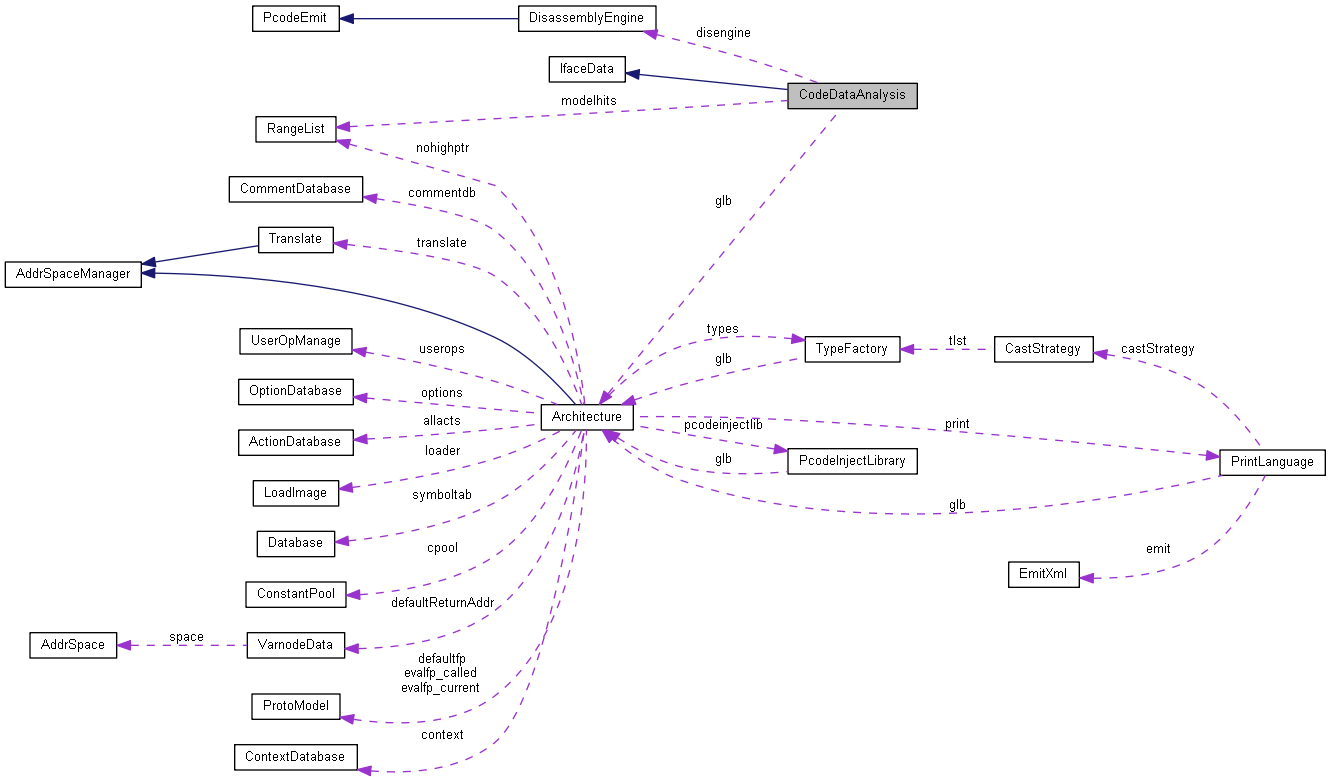 PcodeEmit
DisassemblyEngine
disengine
IfaceData
CodeDataAnalysis
modelhits
RangeList
nohighptr
CommentDatabase
commentdb
glb
Translate
translate
AddrSpaceManager
UserOpManage
userops
types
TypeFactory
tlst
CastStrategy
castStrategy
glb
OptionDatabase
options
Architecture
ActionDatabase
allacts
pcodeinjectlib
print
loader
glb
PcodeInjectLibrary
PrintLanguage
LoadImage
symboltab
glb
Database
cpool
emit
EmitXml
ConstantPool
defaultReturnAddr
AddrSpace
space
VarnodeData
defaultfp
evalfp_called
evalfp_current
ProtoModel
context
ContextDatabase